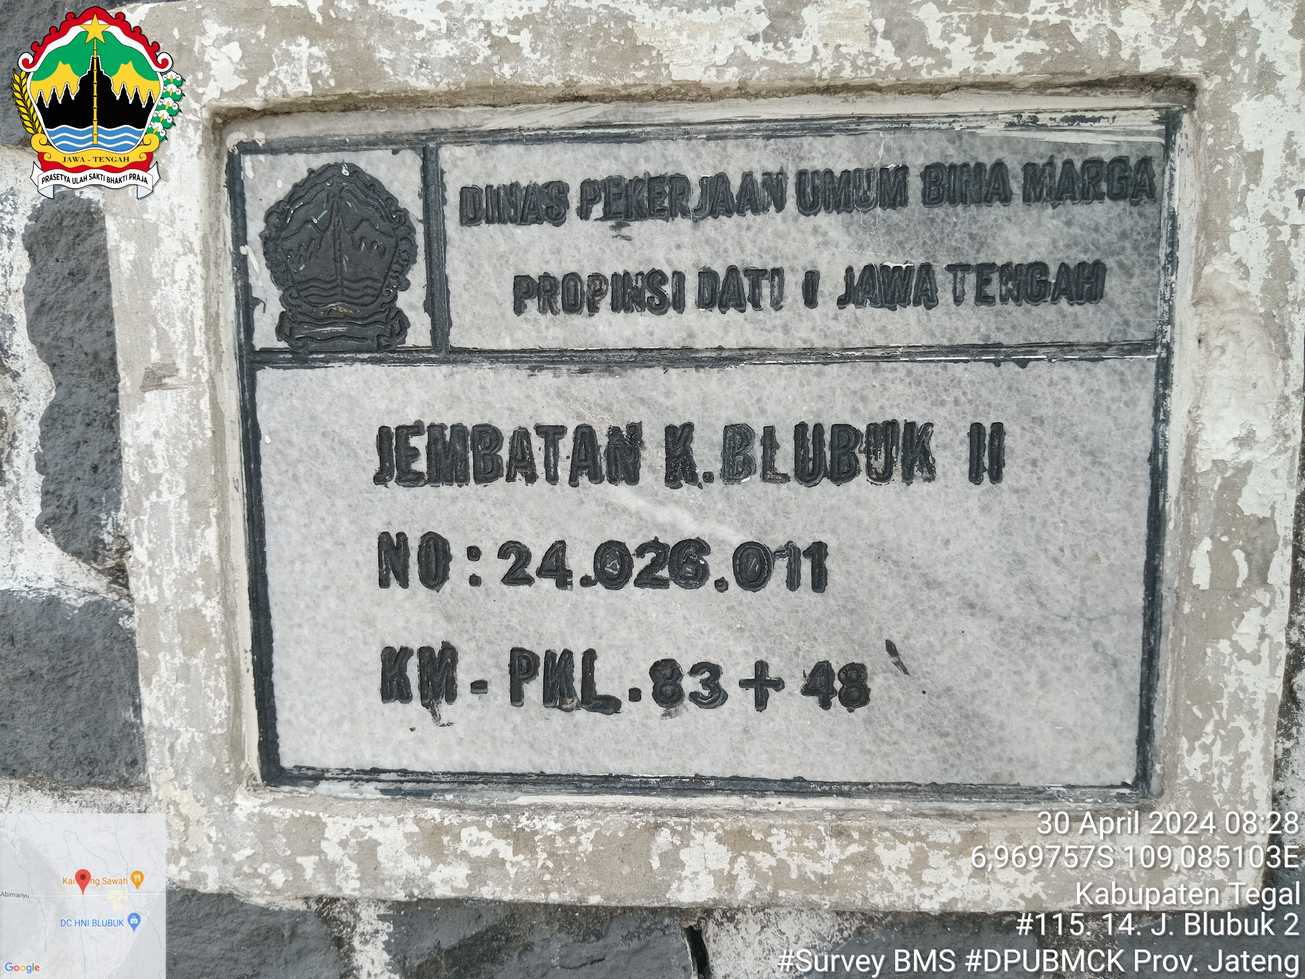 JAWA - TENGAH
PRASETYA ULAH SAKTI BHAKTI PRAJA
DINAS PEKERJAAN UMUM BINA MARGA
PROPINSI DATI I JAWA TENGAH
JEMBATAN K.BLUBUK II
NO : 24.026.011
KM - PKL . 83 + 48
30 April 2024 08:28
6,969757S 109,085103E
Kabupaten Tegal
#115. 14. J. Blubuk 2
#Survey BMS #DPUBMCK Prov. Jateng
Sawah
Abimanyu
DC HNI BLUBUK
Google